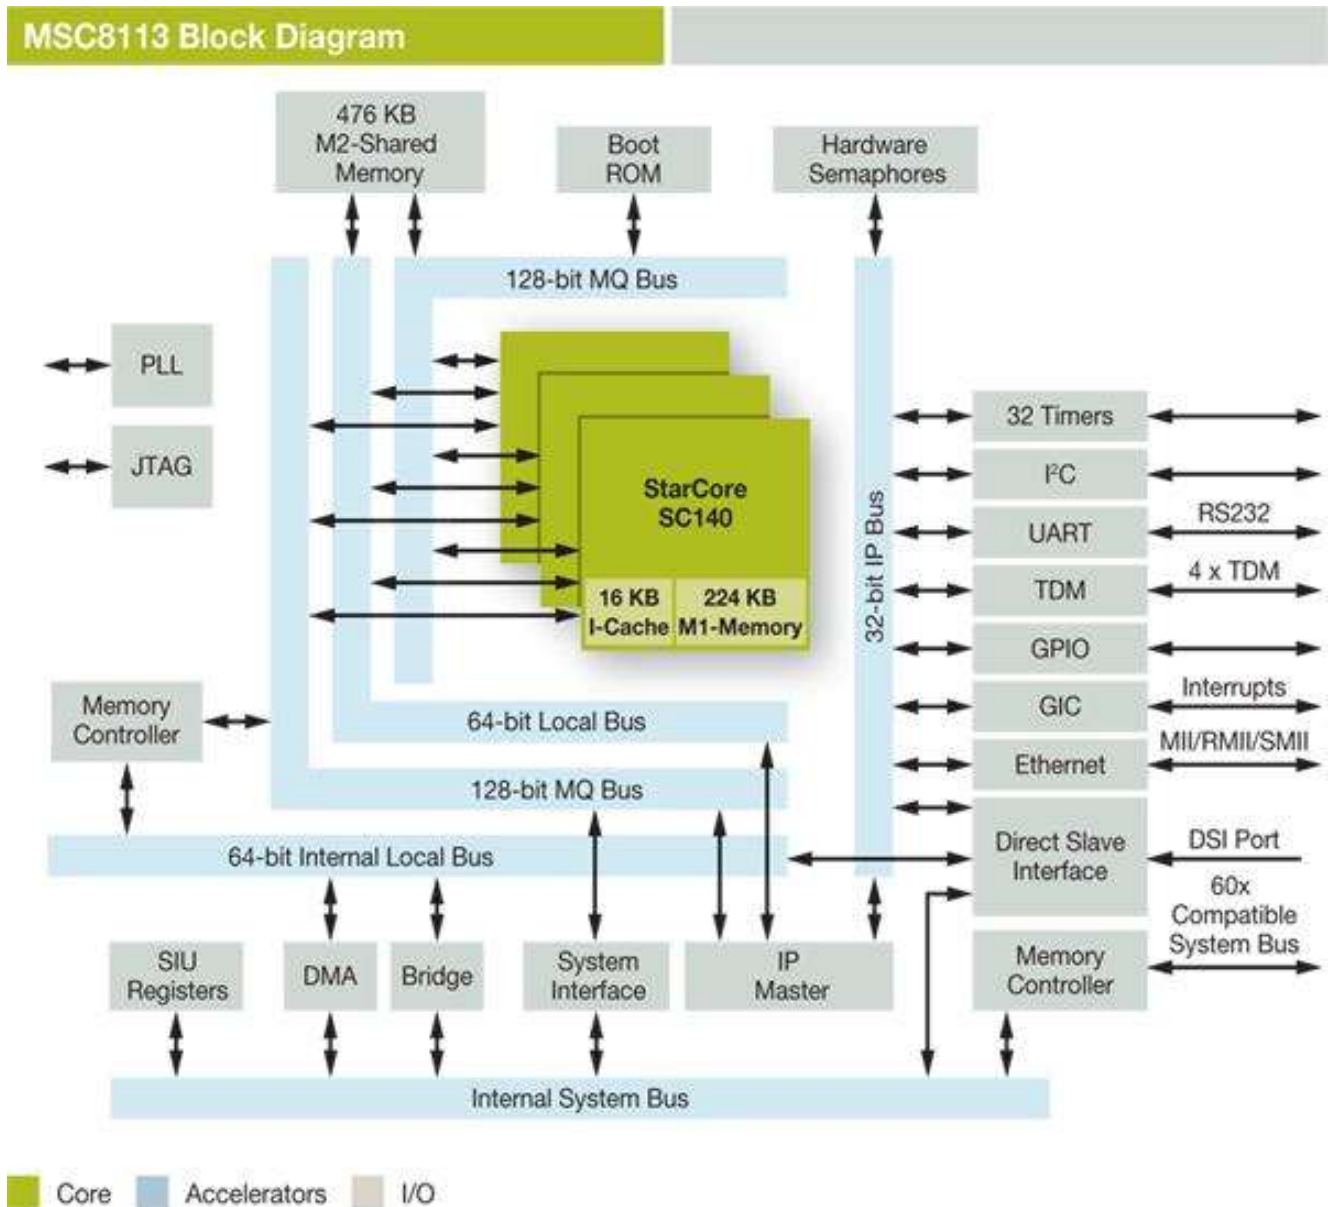 MSC8113 Block Diagram
476 KB
M2-Shared
Memory
Boot
ROM
Hardware
Semaphores
128-bit MQ Bus
PLL
JTAG
StarCore
SC140
16 KB
I-Cache
224 KB
M1-Memory
32-bit IP Bus
32 Timers
I²C
UART
RS232
TDM
4 x TDM
GPIO
GIC
Interrupts
Ethernet
MII/RMII/SMII
Memory
Controller
64-bit Local Bus
128-bit MQ Bus
64-bit Internal Local Bus
Direct Slave
Interface
DSI Port
60x
Compatible
System Bus
SIU
Registers
DMA
Bridge
System
Interface
IP
Master
Memory
Controller
Internal System Bus
Core
Accelerators
I/O